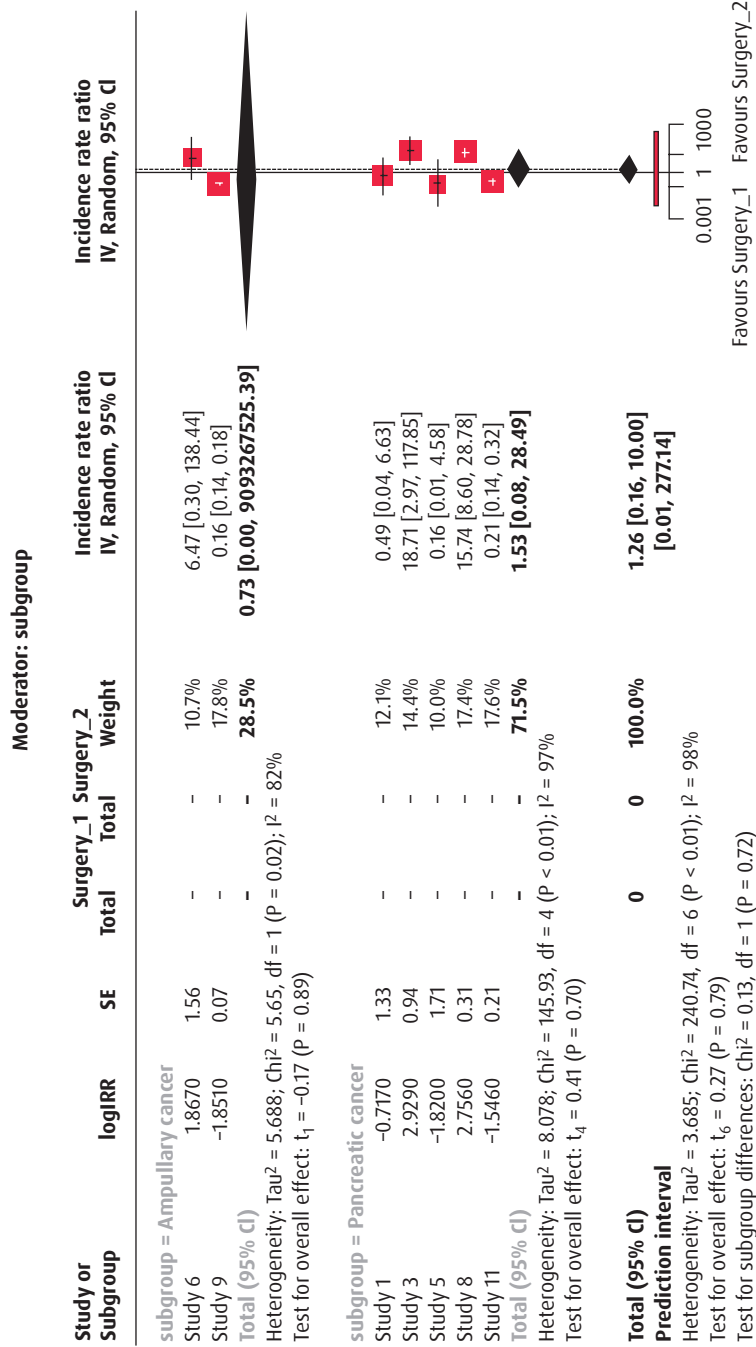 Moderator: subgroup
Study or Subgroup logIRR SE Surgery_1 Total Surgery_2 Total Weight Incidence rate ratio IV, Random, 95% CI Incidence rate ratio IV, Random, 95% CI
subgroup = Ampullary cancer
Study 6 1.8670 1.56 – – 10.7% 6.47 [0.30, 138.44]
Study 9 −1.8510 0.07 – – 17.8% 0.16 [0.14, 0.18]
Total (95% CI) – – 28.5% 0.73 [0.00, 9093267525.39]
Heterogeneity: Tau² = 5.688; Chi² = 5.65, df = 1 (P = 0.02); I² = 82%
Test for overall effect: t₁ = −0.17 (P = 0.89)
subgroup = Pancreatic cancer
Study 1 −0.7170 1.33 – – 12.1% 0.49 [0.04, 6.63]
Study 3 2.9290 0.94 – – 14.4% 18.71 [2.97, 117.85]
Study 5 −1.8200 1.71 – – 10.0% 0.16 [0.01, 4.58]
Study 8 2.7560 0.31 – – 17.4% 15.74 [8.60, 28.78]
Study 11 −1.5460 0.21 – – 17.6% 0.21 [0.14, 0.32]
Total (95% CI) – – 71.5% 1.53 [0.08, 28.49]
Heterogeneity: Tau² = 8.078; Chi² = 145.93, df = 4 (P < 0.01); I² = 97%
Test for overall effect: t₄ = 0.41 (P = 0.70)
Total (95% CI) 0 0 100.0% 1.26 [0.16, 10.00]
Prediction interval [0.01, 277.14]
Heterogeneity: Tau² = 3.685; Chi² = 240.74, df = 6 (P < 0.01); I² = 98%
Test for overall effect: t₆ = 0.27 (P = 0.79)
Test for subgroup differences: Chi² = 0.13, df = 1 (P = 0.72)
0.001 1 1000
Favours Surgery_1 Favours Surgery_2